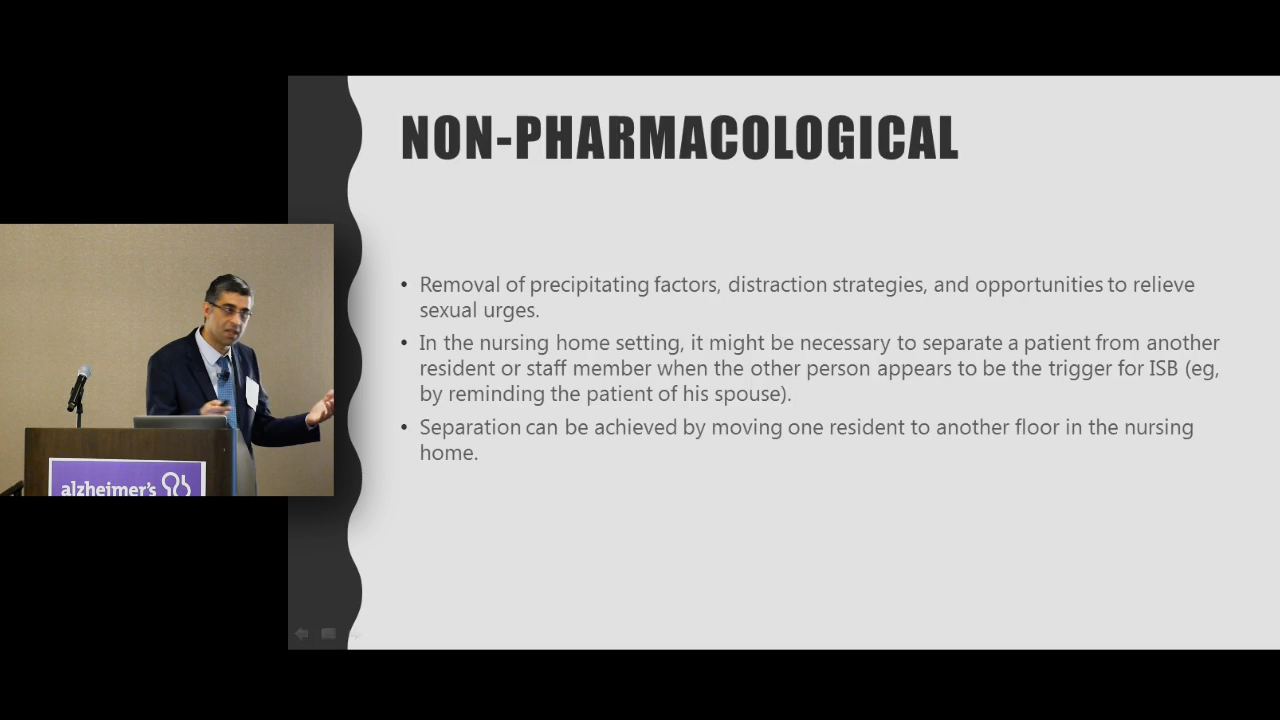 NON-PHARMACOLOGICAL
• Removal of precipitating factors, distraction strategies, and opportunities to relieve
sexual urges.
• In the nursing home setting, it might be necessary to separate a patient from another
resident or staff member when the other person appears to be the trigger for ISB (eg,
by reminding the patient of his spouse).
• Separation can be achieved by moving one resident to another floor in the nursing
home.
alzheimer's